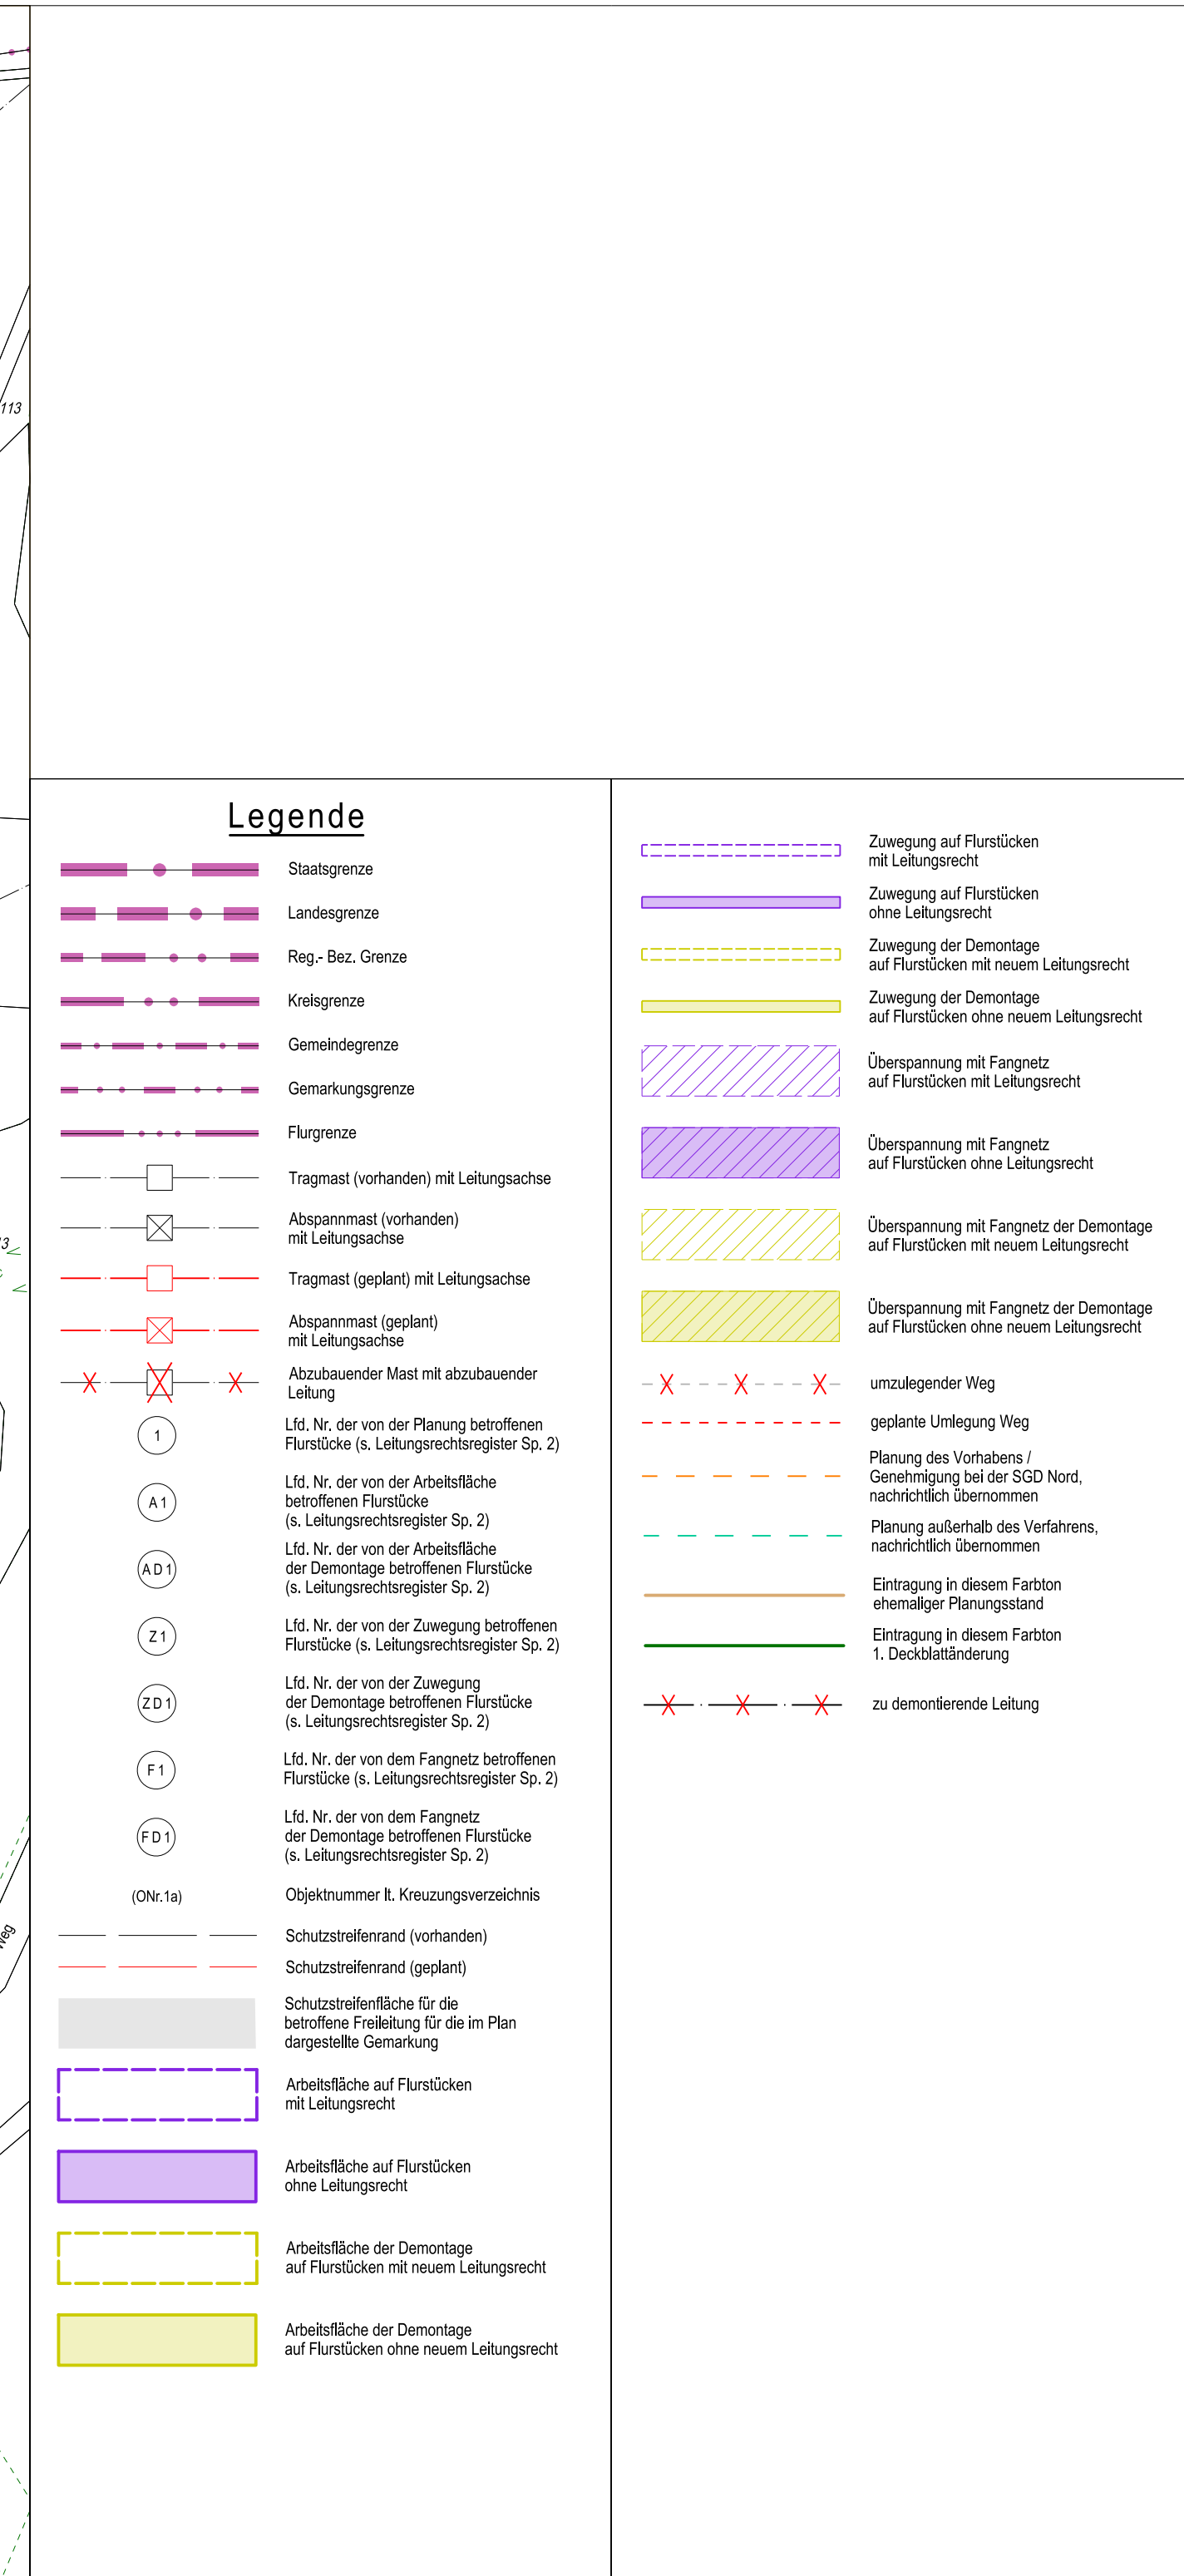 113
3
Weg
Legende
Staatsgrenze
Landesgrenze
Reg.- Bez. Grenze
Kreisgrenze
Gemeindegrenze
Gemarkungsgrenze
Flurgrenze
Tragmast (vorhanden) mit Leitungsachse
Abspannmast (vorhanden)
mit Leitungsachse
Tragmast (geplant) mit Leitungsachse
Abspannmast (geplant)
mit Leitungsachse
Abzubauender Mast mit abzubauender
Leitung
1
Lfd. Nr. der von der Planung betroffenen
Flurstücke (s. Leitungsrechtsregister Sp. 2)
A 1
Lfd. Nr. der von der Arbeitsfläche
betroffenen Flurstücke
(s. Leitungsrechtsregister Sp. 2)
A D 1
Lfd. Nr. der von der Arbeitsfläche
der Demontage betroffenen Flurstücke
(s. Leitungsrechtsregister Sp. 2)
Z 1
Lfd. Nr. der von der Zuwegung betroffenen
Flurstücke (s. Leitungsrechtsregister Sp. 2)
Z D 1
Lfd. Nr. der von der Zuwegung
der Demontage betroffenen Flurstücke
(s. Leitungsrechtsregister Sp. 2)
F 1
Lfd. Nr. der von dem Fangnetz betroffenen
Flurstücke (s. Leitungsrechtsregister Sp. 2)
F D 1
Lfd. Nr. der von dem Fangnetz
der Demontage betroffenen Flurstücke
(s. Leitungsrechtsregister Sp. 2)
(ONr.1a)
Objektnummer lt. Kreuzungsverzeichnis
Schutzstreifenrand (vorhanden)
Schutzstreifenrand (geplant)
Schutzstreifenfläche für die
betroffene Freileitung für die im Plan
dargestellte Gemarkung
Arbeitsfläche auf Flurstücken
mit Leitungsrecht
Arbeitsfläche auf Flurstücken
ohne Leitungsrecht
Arbeitsfläche der Demontage
auf Flurstücken mit neuem Leitungsrecht
Arbeitsfläche der Demontage
auf Flurstücken ohne neuem Leitungsrecht
Zuwegung auf Flurstücken
mit Leitungsrecht
Zuwegung auf Flurstücken
ohne Leitungsrecht
Zuwegung der Demontage
auf Flurstücken mit neuem Leitungsrecht
Zuwegung der Demontage
auf Flurstücken ohne neuem Leitungsrecht
Überspannung mit Fangnetz
auf Flurstücken mit Leitungsrecht
Überspannung mit Fangnetz
auf Flurstücken ohne Leitungsrecht
Überspannung mit Fangnetz der Demontage
auf Flurstücken mit neuem Leitungsrecht
Überspannung mit Fangnetz der Demontage
auf Flurstücken ohne neuem Leitungsrecht
umzulegender Weg
geplante Umlegung Weg
Planung des Vorhabens /
Genehmigung bei der SGD Nord,
nachrichtlich übernommen
Planung außerhalb des Verfahrens,
nachrichtlich übernommen
Eintragung in diesem Farbton
ehemaliger Planungsstand
Eintragung in diesem Farbton
1. Deckblattänderung
zu demontierende Leitung